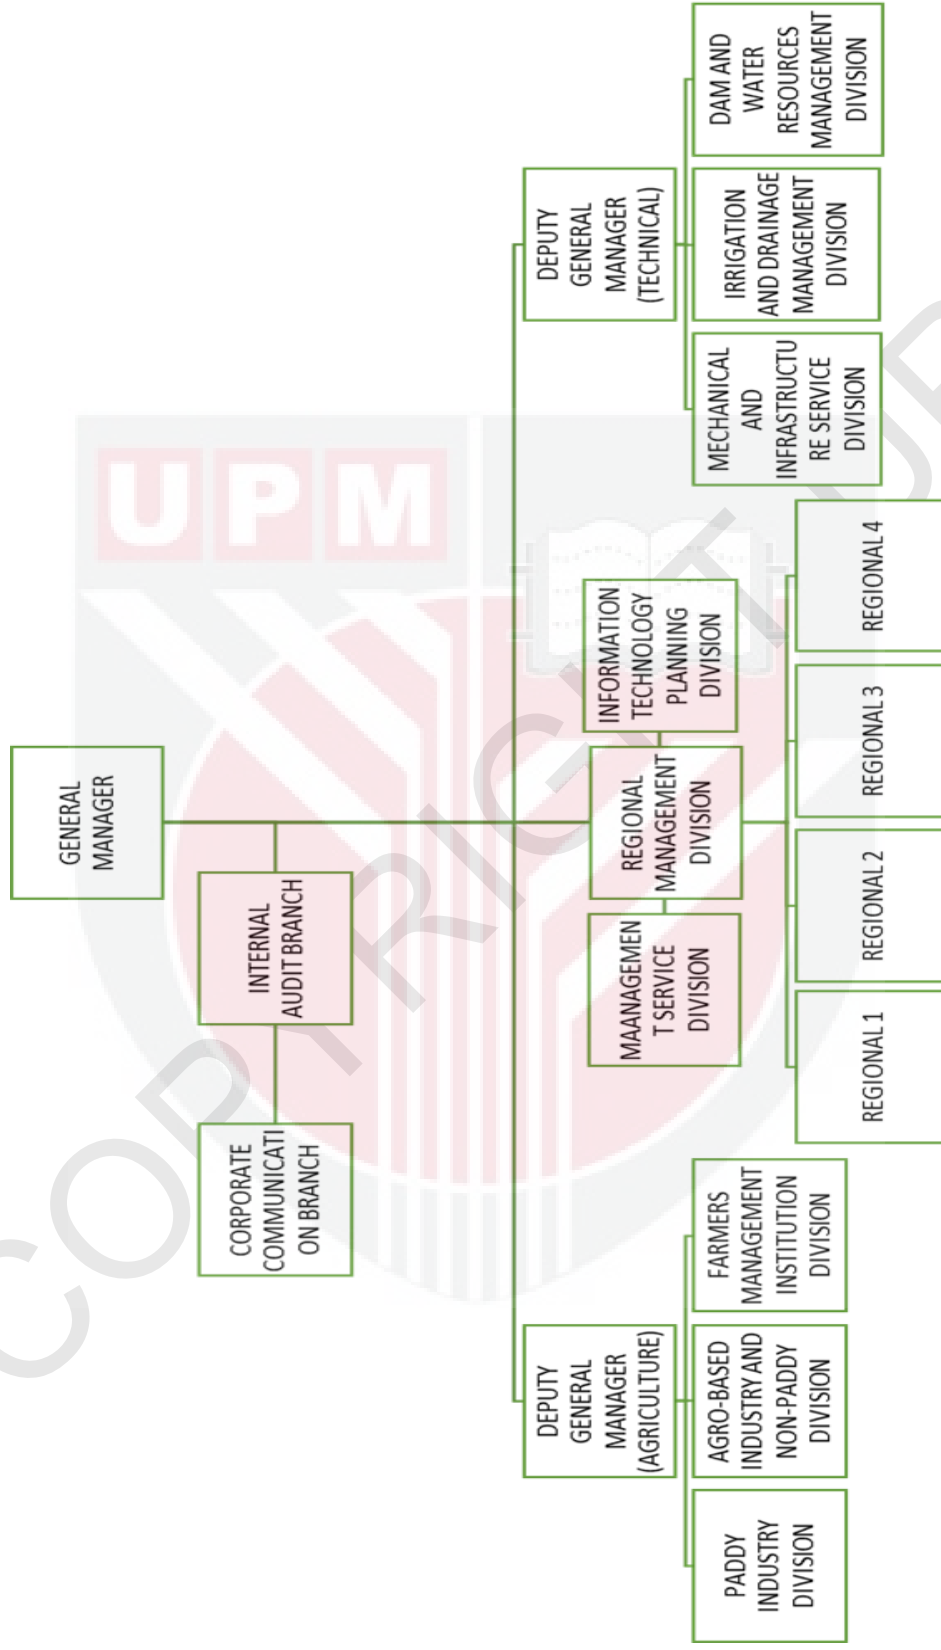 GENERAL
MANAGER
CORPORATE
COMMUNICATI
ON BRANCH
INTERNAL
AUDIT BRANCH
DEPUTY
GENERAL
MANAGER
(AGRICULTURE)
DEPUTY
GENERAL
MANAGER
(TECHNICAL)
MAANAGEMEN
T SERVICE
DIVISION
REGIONAL
MANAGEMENT
DIVISION
INFORMATION
TECHNOLOGY
PLANNING
DIVISION
PADDY
INDUSTRY
DIVISION
AGRO-BASED
INDUSTRY AND
NON-PADDY
DIVISION
FARMERS
MANAGEMENT
INSTITUTION
DIVISION
MECHANICAL
AND
INFRASTRUCTU
RE SERVICE
DIVISION
IRRIGATION
AND DRAINAGE
MANAGEMENT
DIVISION
DAM AND
WATER
RESOURCES
MANAGEMENT
DIVISION
REGIONAL 1
REGIONAL 2
REGIONAL 3
REGIONAL 4
UPM
COPYRIGHT UP